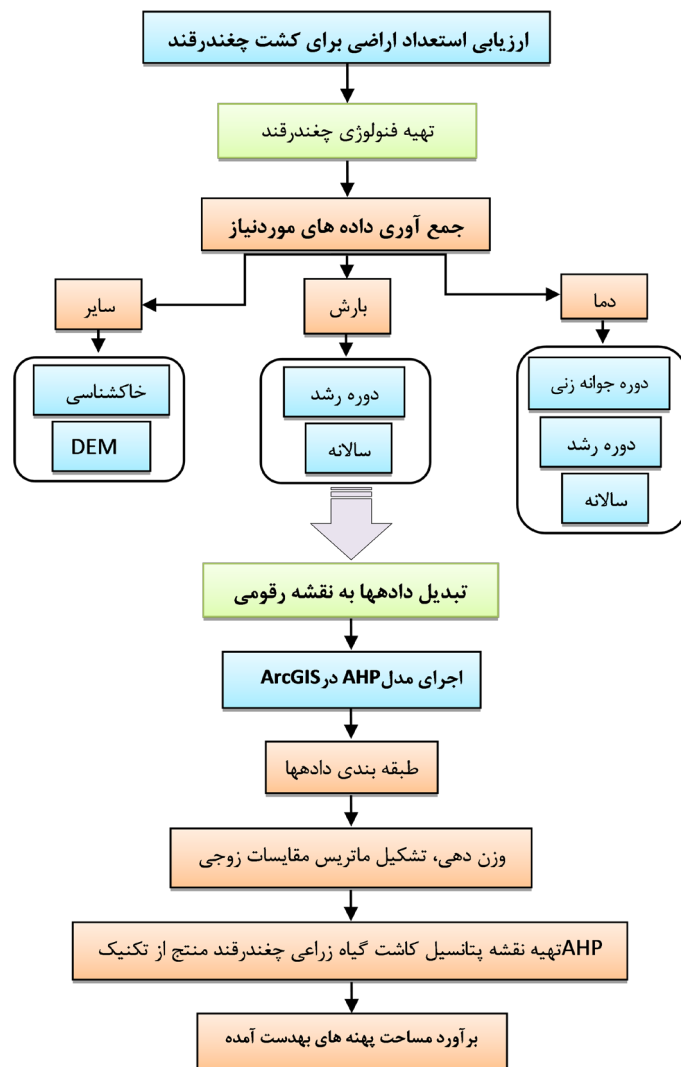 ارزیابی استعداد اراضی برای کشت چغندرقند
تهیه فنولوژی چغندرقند
جمع آوری داده های موردنیاز
دما
بارش
سایر
دوره جوانه زنی
دوره رشد
سالانه
دوره رشد
سالانه
خاکشناسی
DEM
تبدیل دادهها به نقشه رقومی
اجرای مدلAHP درArcGIS
طبقه بندی دادهها
وزن دهی، تشکیل ماتریس مقایسات زوجی
AHPتهیه نقشه پتانسیل کاشت گیاه زراعی چغندرقند منتج از تکنیک
برآورد مساحت پهنه های بهدست آمده